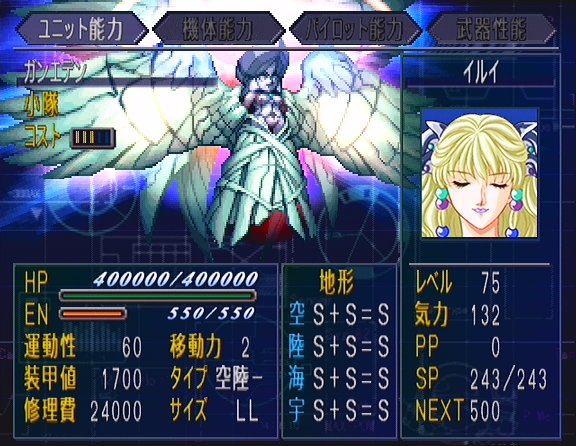 ユニット能力 機体能力 パイロット能力 武器性能
ガンエデン
イルイ
小隊
コスト
HP 400000/400000
EN 550/550
運動性 60 移動力 2
装甲値 1700 タイプ 空陸-
修理費 24000 サイズ LL
地形
空 S+S=S
陸 S+S=S
海 S+S=S
宇 S+S=S
レベル 75
気力 132
PP 0
SP 243/243
NEXT 500